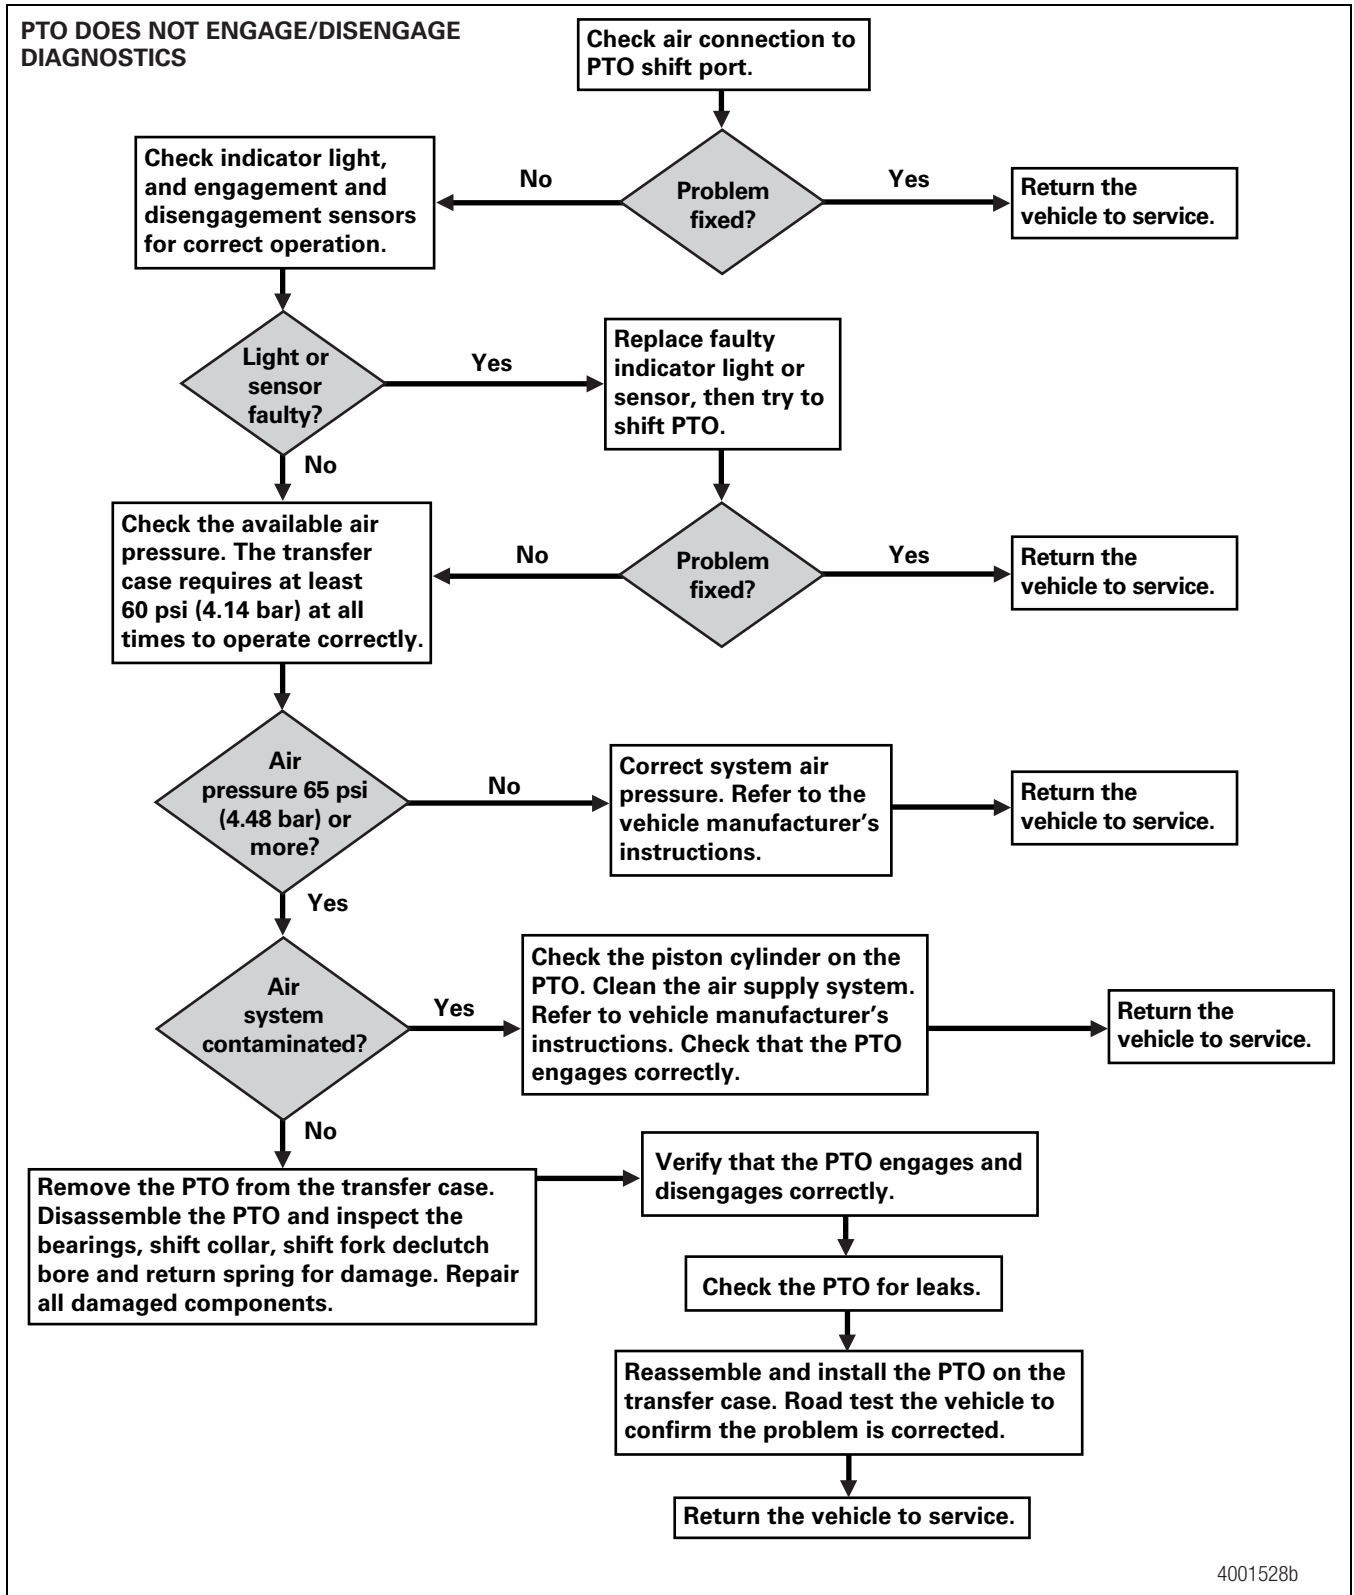 PTO DOES NOT ENGAGE/DISENGAGE
DIAGNOSTICS
Check air connection to
PTO shift port.
Problem
fixed?
Yes
Return the
vehicle to service.
No
Check indicator light,
and engagement and
disengagement sensors
for correct operation.
Light or
sensor
faulty?
Yes
Replace faulty
indicator light or
sensor, then try to
shift PTO.
Problem
fixed?
Yes
Return the
vehicle to service.
No
No
Check the available air
pressure. The transfer
case requires at least
60 psi (4.14 bar) at all
times to operate correctly.
Air
pressure 65 psi
(4.48 bar) or
more?
No
Correct system air
pressure. Refer to the
vehicle manufacturer's
instructions.
Return the
vehicle to service.
Yes
Air
system
contaminated?
Yes
Check the piston cylinder on the
PTO. Clean the air supply system.
Refer to vehicle manufacturer's
instructions. Check that the PTO
engages correctly.
Return the
vehicle to service.
No
Remove the PTO from the transfer case.
Disassemble the PTO and inspect the
bearings, shift collar, shift fork declutch
bore and return spring for damage. Repair
all damaged components.
Verify that the PTO engages and
disengages correctly.
Check the PTO for leaks.
Reassemble and install the PTO on the
transfer case. Road test the vehicle to
confirm the problem is corrected.
Return the vehicle to service.
4001528b